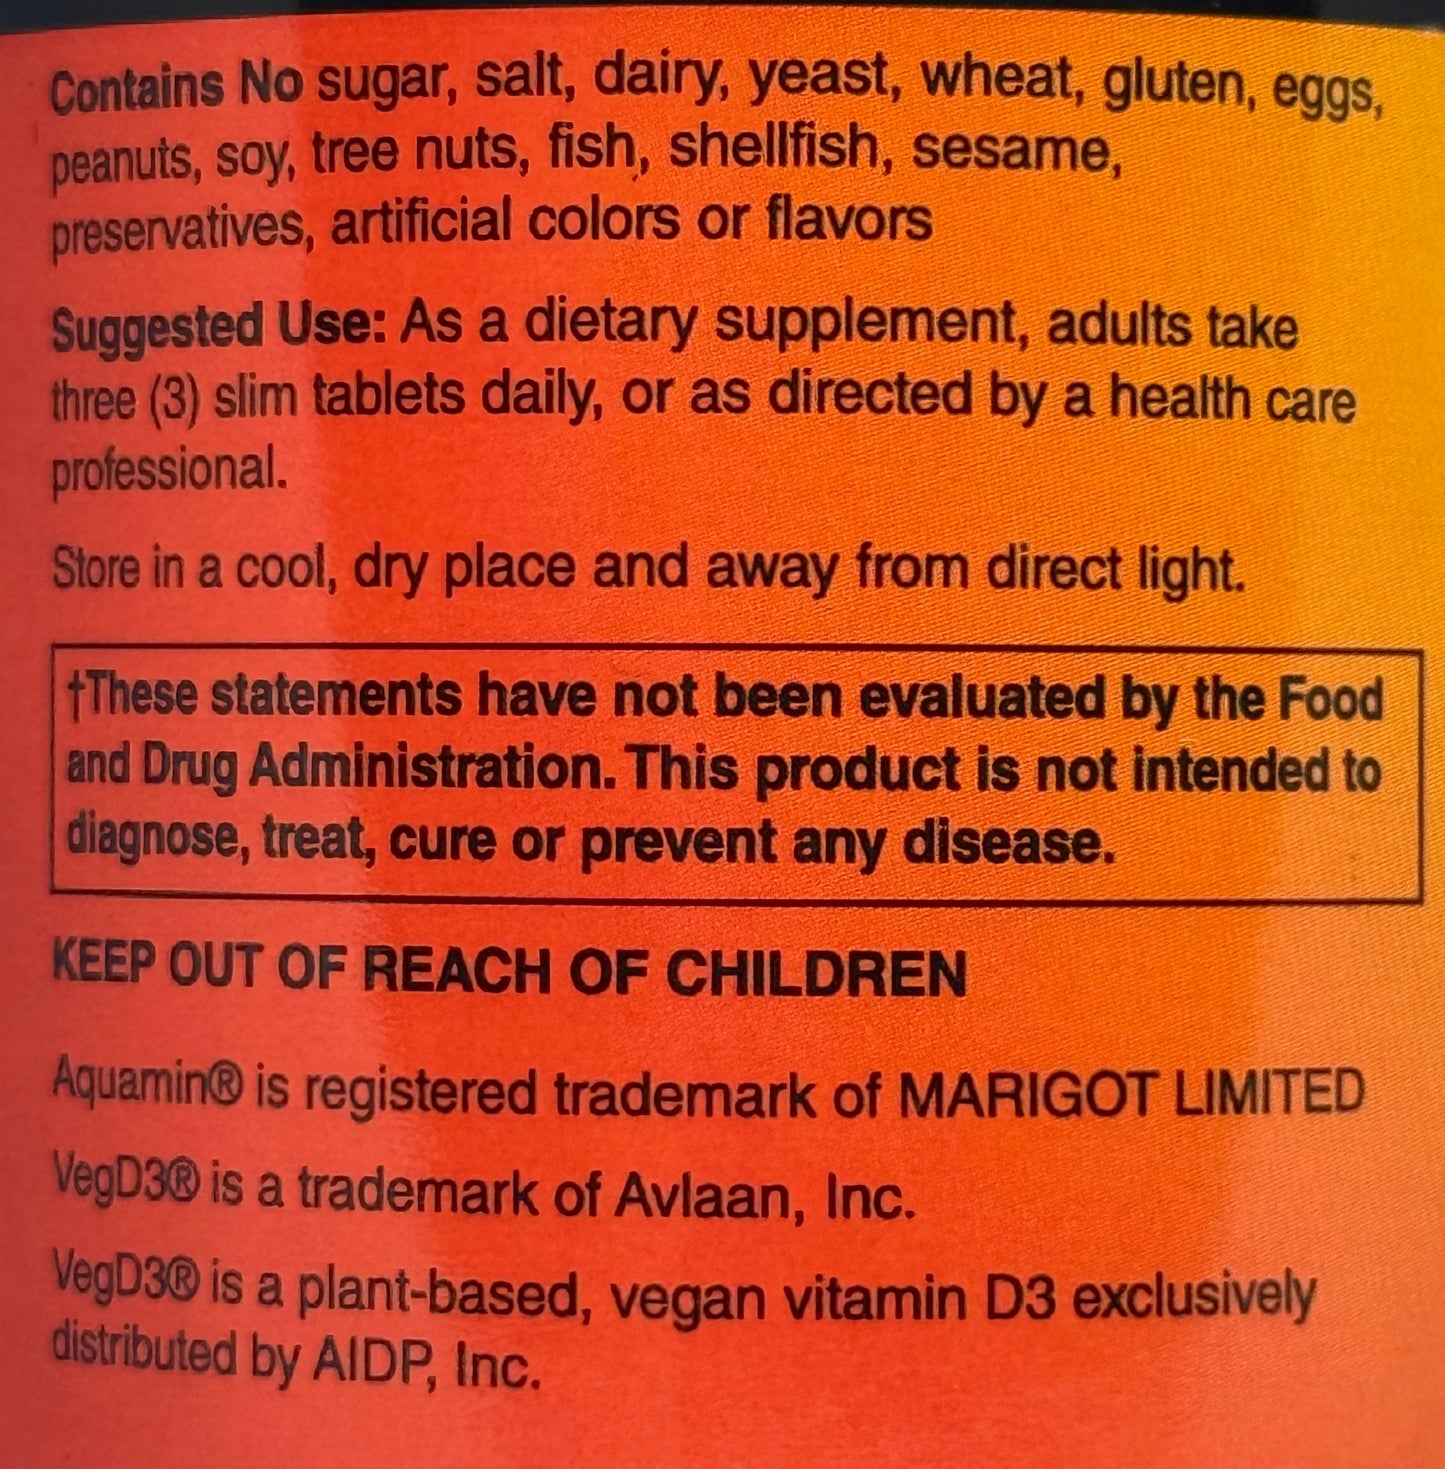 Contains No sugar, salt, dairy, yeast, wheat, gluten, eggs,
peanuts, soy, tree nuts, fish, shellfish, sesame,
preservatives, artificial colors or flavors
Suggested Use: As a dietary supplement, adults take
three (3) slim tablets daily, or as directed by a health care
professional.
Store in a cool, dry place and away from direct light.
†These statements have not been evaluated by the Food
and Drug Administration. This product is not intended to
diagnose, treat, cure or prevent any disease.
KEEP OUT OF REACH OF CHILDREN
Aquamin® is registered trademark of MARIGOT LIMITED
VegD3® is a trademark of Avlaan, Inc.
VegD3® is a plant-based, vegan vitamin D3 exclusively
distributed by AIDP, Inc.